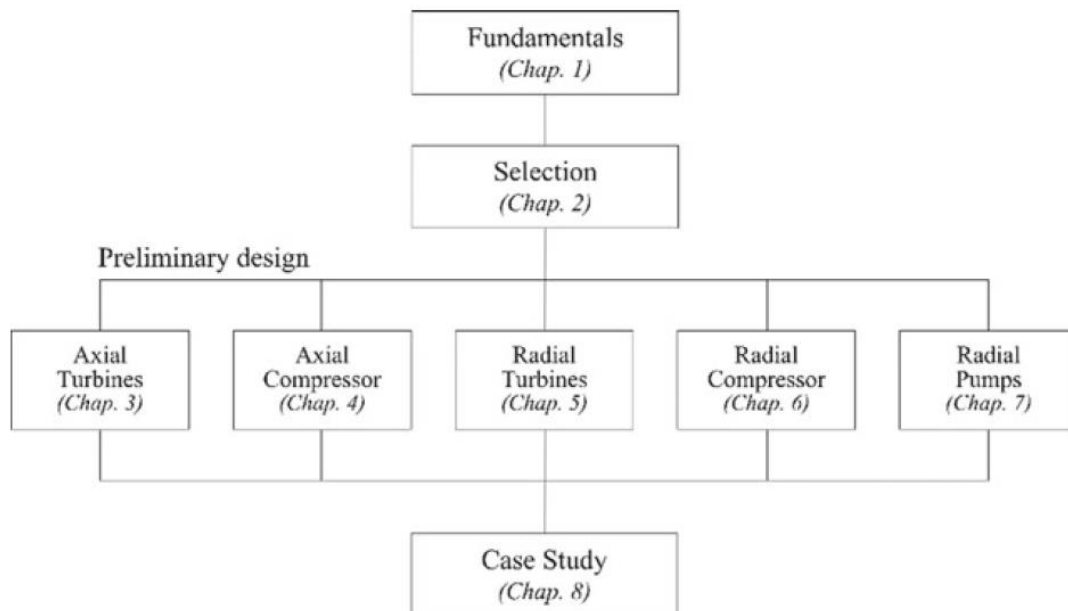 Fundamentals
(Chap. 1)
Selection
(Chap. 2)
Preliminary design
Axial
Turbines
(Chap. 3)
Axial
Compressor
(Chap. 4)
Radial
Turbines
(Chap. 5)
Radial
Compressor
(Chap. 6)
Radial
Pumps
(Chap. 7)
Case Study
(Chap. 8)